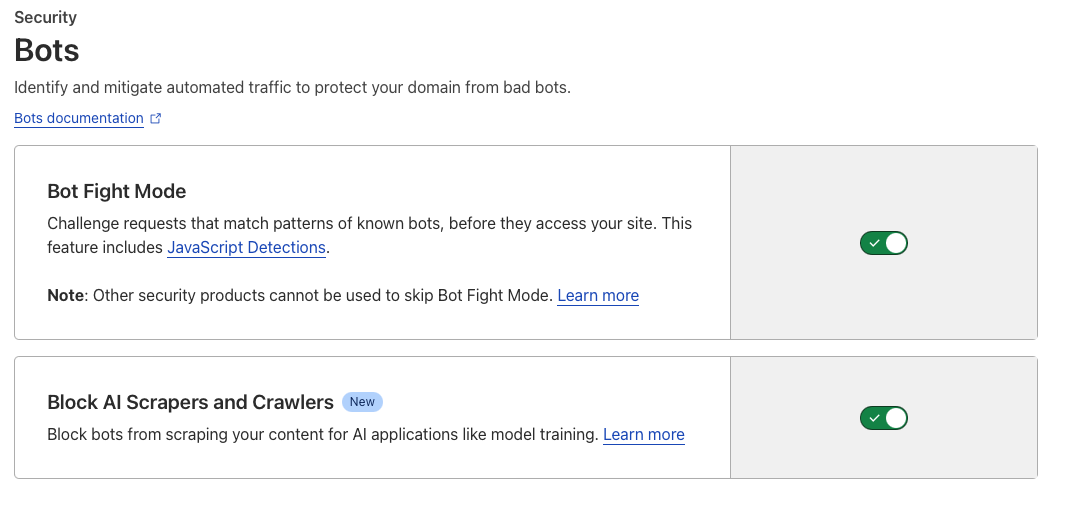 Security
Bots
Identify and mitigate automated traffic to protect your domain from bad bots.
Bots documentation
Bot Fight Mode
Challenge requests that match patterns of known bots, before they access your site. This
feature includes JavaScript Detections.
Note: Other security products cannot be used to skip Bot Fight Mode. Learn more
Block AI Scrapers and Crawlers New
Block bots from scraping your content for AI applications like model training. Learn more